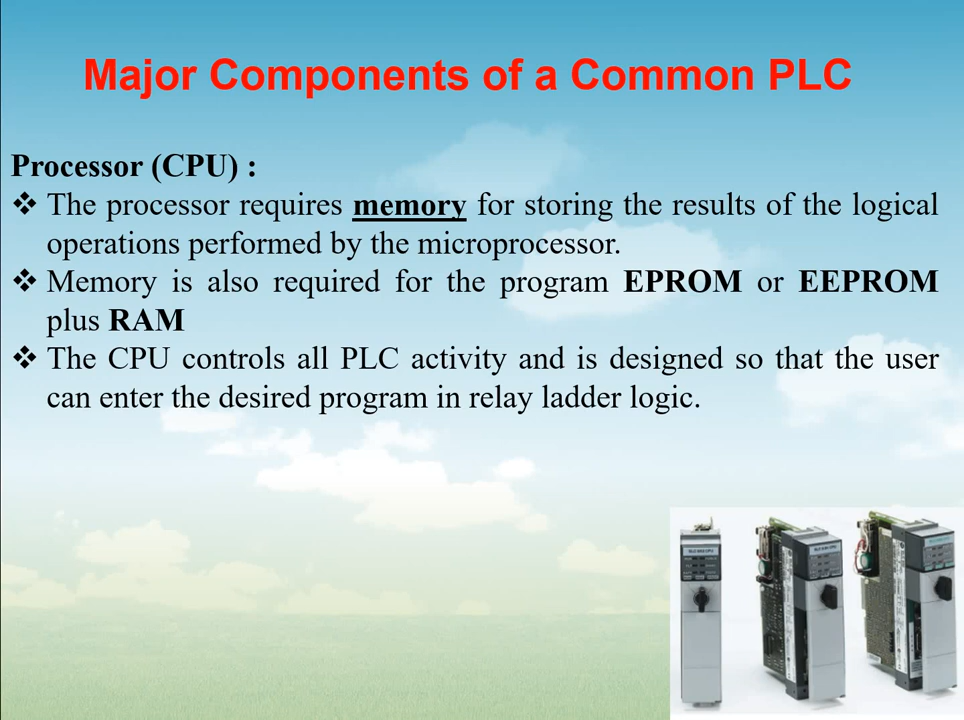 Major Components of a Common PLC
Processor (CPU) :
❖ The processor requires memory for storing the results of the logical
operations performed by the microprocessor.
❖ Memory is also required for the program EPROM or EEPROM
plus RAM
❖ The CPU controls all PLC activity and is designed so that the user
can enter the desired program in relay ladder logic.